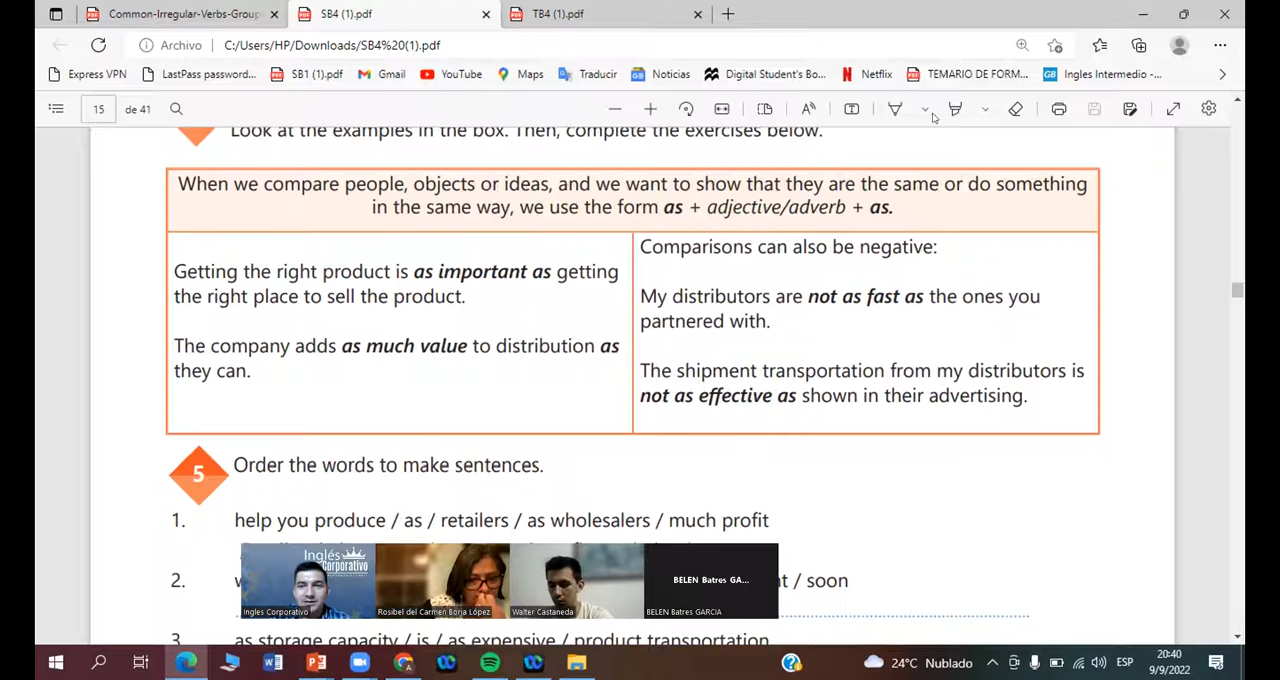 Common-Irregular-Verbs-Group
SB4 (1).pdf
TB4 (1).pdf
Archivo
C:/Users/HP/Downloads/SB4%20(1).pdf
Express VPN
LastPass password...
SB1 (1).pdf
Gmail
YouTube
Maps
Traducir
Noticias
Digital Student's Bo...
Netflix
TEMARIO DE FORM...
Ingles Intermedio -...
15
de 41
Look at the examples in the box. Then, complete the exercises below.
When we compare people, objects or ideas, and we want to show that they are the same or do something
in the same way, we use the form as + adjective/adverb + as.
Getting the right product is as important as getting
the right place to sell the product.
The company adds as much value to distribution as
they can.
Comparisons can also be negative:
My distributors are not as fast as the ones you
partnered with.
The shipment transportation from my distributors is
not as effective as shown in their advertising.
5
Order the words to make sentences.
1. help you produce / as / retailers / as wholesalers / much profit
2.
/ soon
3. as storage capacity / is / as expensive / product transportation
Inglés
Corporativo
Ingles Corporativo
Rosibel del Carmen Borja López
Walter Castaneda
BELEN Batres GA...
BELEN Batres GARCIA
24°C Nublado
ESP
20:40
9/9/2022